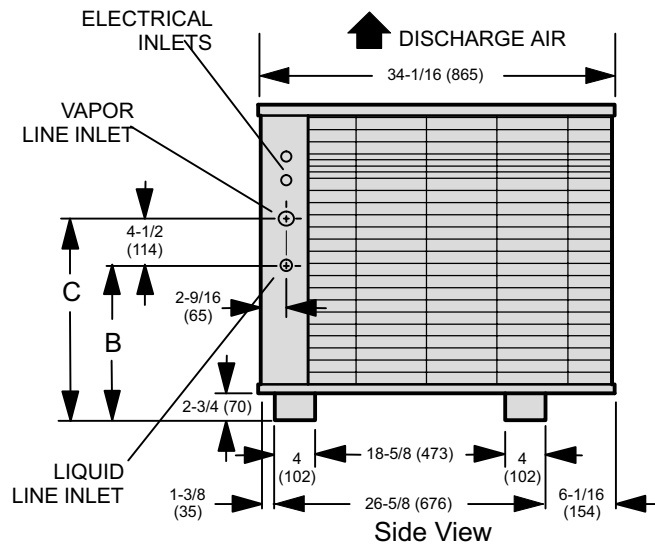 ELECTRICAL
INLETS
DISCHARGE AIR
34-1/16 (865)
VAPOR
LINE INLET
4-1/2
(114)
2-9/16
(65)
C
B
2-3/4 (70)
LIQUID
LINE INLET
4
(102)
18-5/8 (473)
4
(102)
1-3/8
(35)
26-5/8 (676)
6-1/16
(154)
Side View